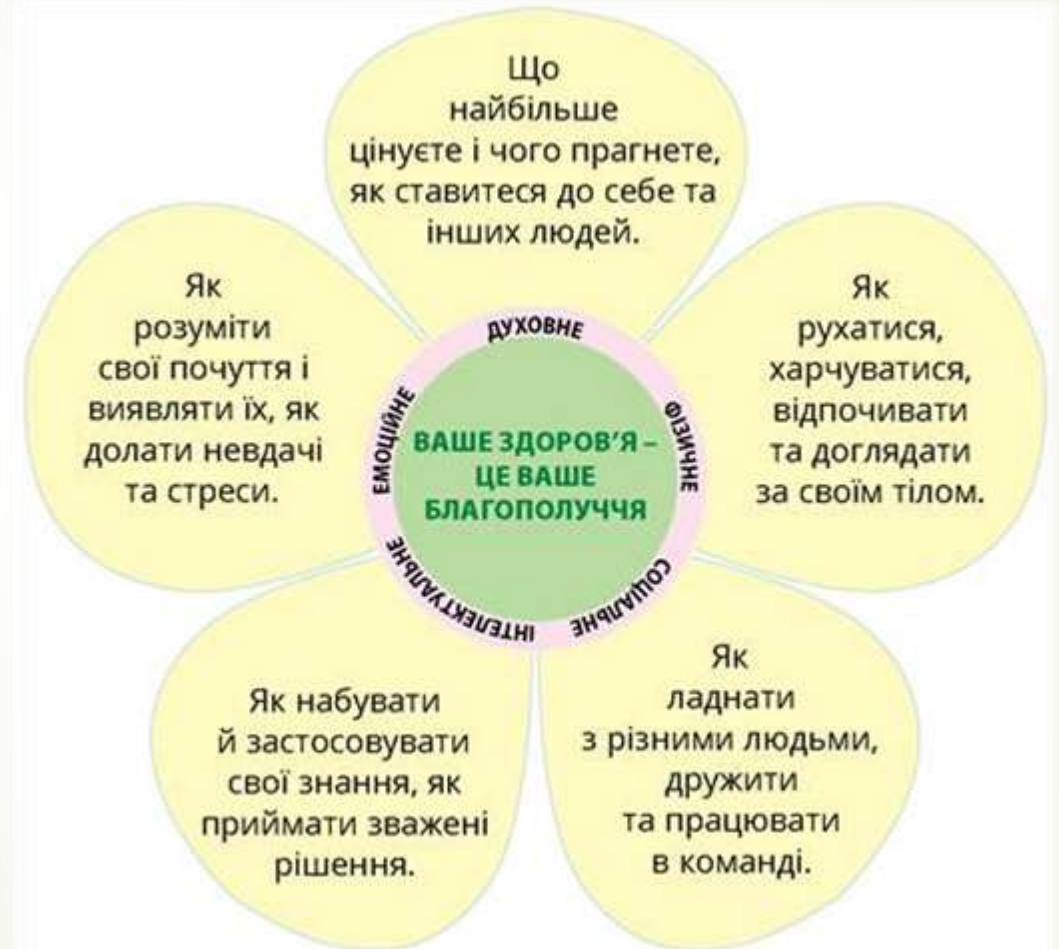 Що
найбільше
цінуєте і чого прагнете,
як ставитеся до себе та
інших людей.
Як
розуміти
свої почуття і
виявляти їх, як
долати невдачі
та стреси.
Як
рухатися,
харчуватися,
відпочивати
та доглядати
за своїм тілом.
ДУХОВНЕ
ФІЗИЧНЕ
СОЦІАЛЬНЕ
ІНТЕЛЕКТУАЛЬНЕ
ЕМОЦІЙНЕ
ВАШЕ ЗДОРОВ’Я –
ЦЕ ВАШЕ
БЛАГОПОЛУЧЧЯ
Як набувати
й застосовувати
свої знання, як
приймати зважені
рішення.
Як
ладнати
з різними людьми,
дружити
та працювати
в команді.